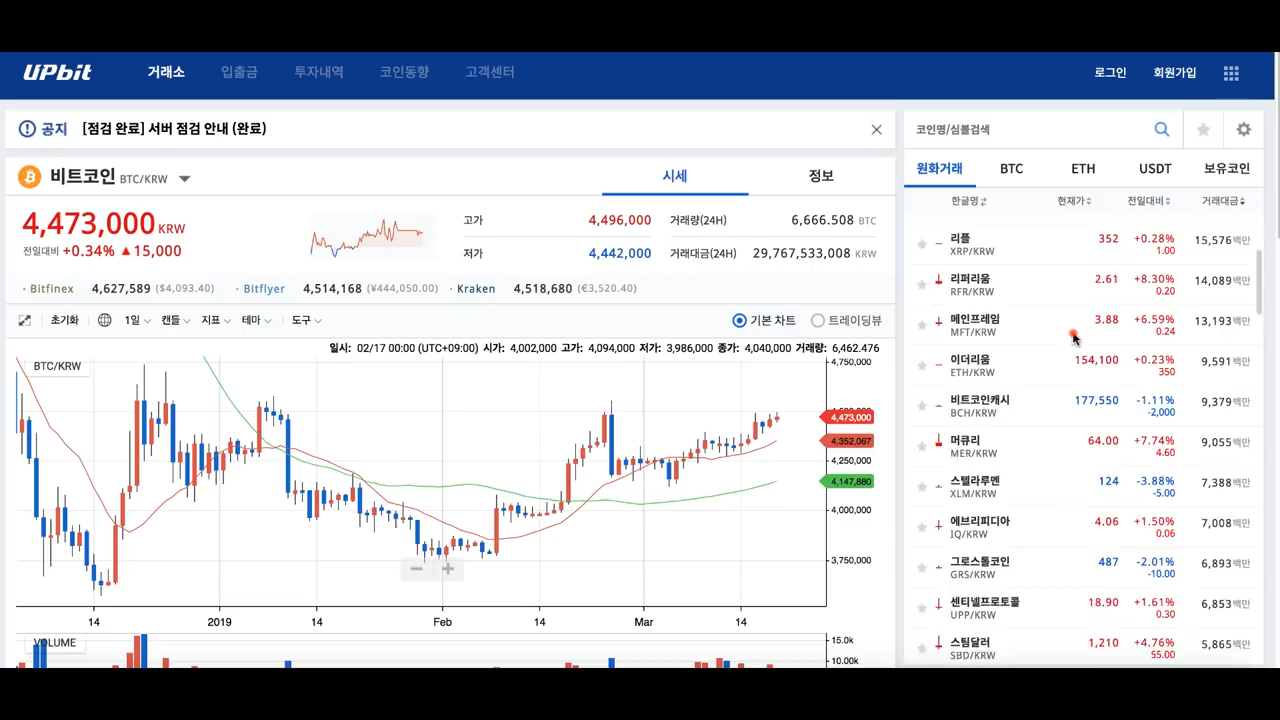 UPbit 거래소 입출금 투자내역 코인동향 고객센터 로그인 회원가입
공지 [점검 완료] 서버 점검 안내 (완료)
비트코인 BTC/KRW 시세 정보
4,473,000 KRW
전일대비 +0.34% ▲ 15,000
고가 4,496,000 거래량(24H) 6,666.508 BTC
저가 4,442,000 거래대금(24H) 29,767,533,008 KRW
· Bitfinex 4,627,589 ($4,093.40) · Bitflyer 4,514,168 (¥444,050.00) · Kraken 4,518,680 (€3,520.40)
초기화 1일 캔들 지표 테마 도구 기본 차트 트레이딩뷰
일시: 02/17 00:00 (UTC+09:00) 시가: 4,002,000 고가: 4,094,000 저가: 3,986,000 종가: 4,040,000 거래량: 6,462.476
BTC/KRW
4,750,000
4,473,000
4,352,067
4,250,000
4,147,880
4,000,000
3,750,000
− +
14 2019 14 Feb 14 Mar 14
VOLUME
15.0k
10.00k
코인명/심볼검색
원화거래 BTC ETH USDT 보유코인
한글명 현재가 전일대비 거래대금
리플 352 +0.28% 15,576백만
XRP/KRW 1.00
리퍼리움 2.61 +8.30% 14,089백만
RFR/KRW 0.20
메인프레임 3.88 +6.59% 13,193백만
MFT/KRW 0.24
이더리움 154,100 +0.23% 9,591백만
ETH/KRW 350
비트코인캐시 177,550 -1.11% 9,379백만
BCH/KRW -2,000
머큐리 64.00 +7.74% 9,055백만
MER/KRW 4.60
스텔라루멘 124 -3.88% 7,388백만
XLM/KRW -5.00
에브리피디아 4.06 +1.50% 7,008백만
IQ/KRW 0.06
그로스톨코인 487 -2.01% 6,893백만
GRS/KRW -10.00
센티넬프로토콜 18.90 +1.61% 6,853백만
UPP/KRW 0.30
스팀달러 1,210 +4.76% 5,865백만
SBD/KRW 55.00